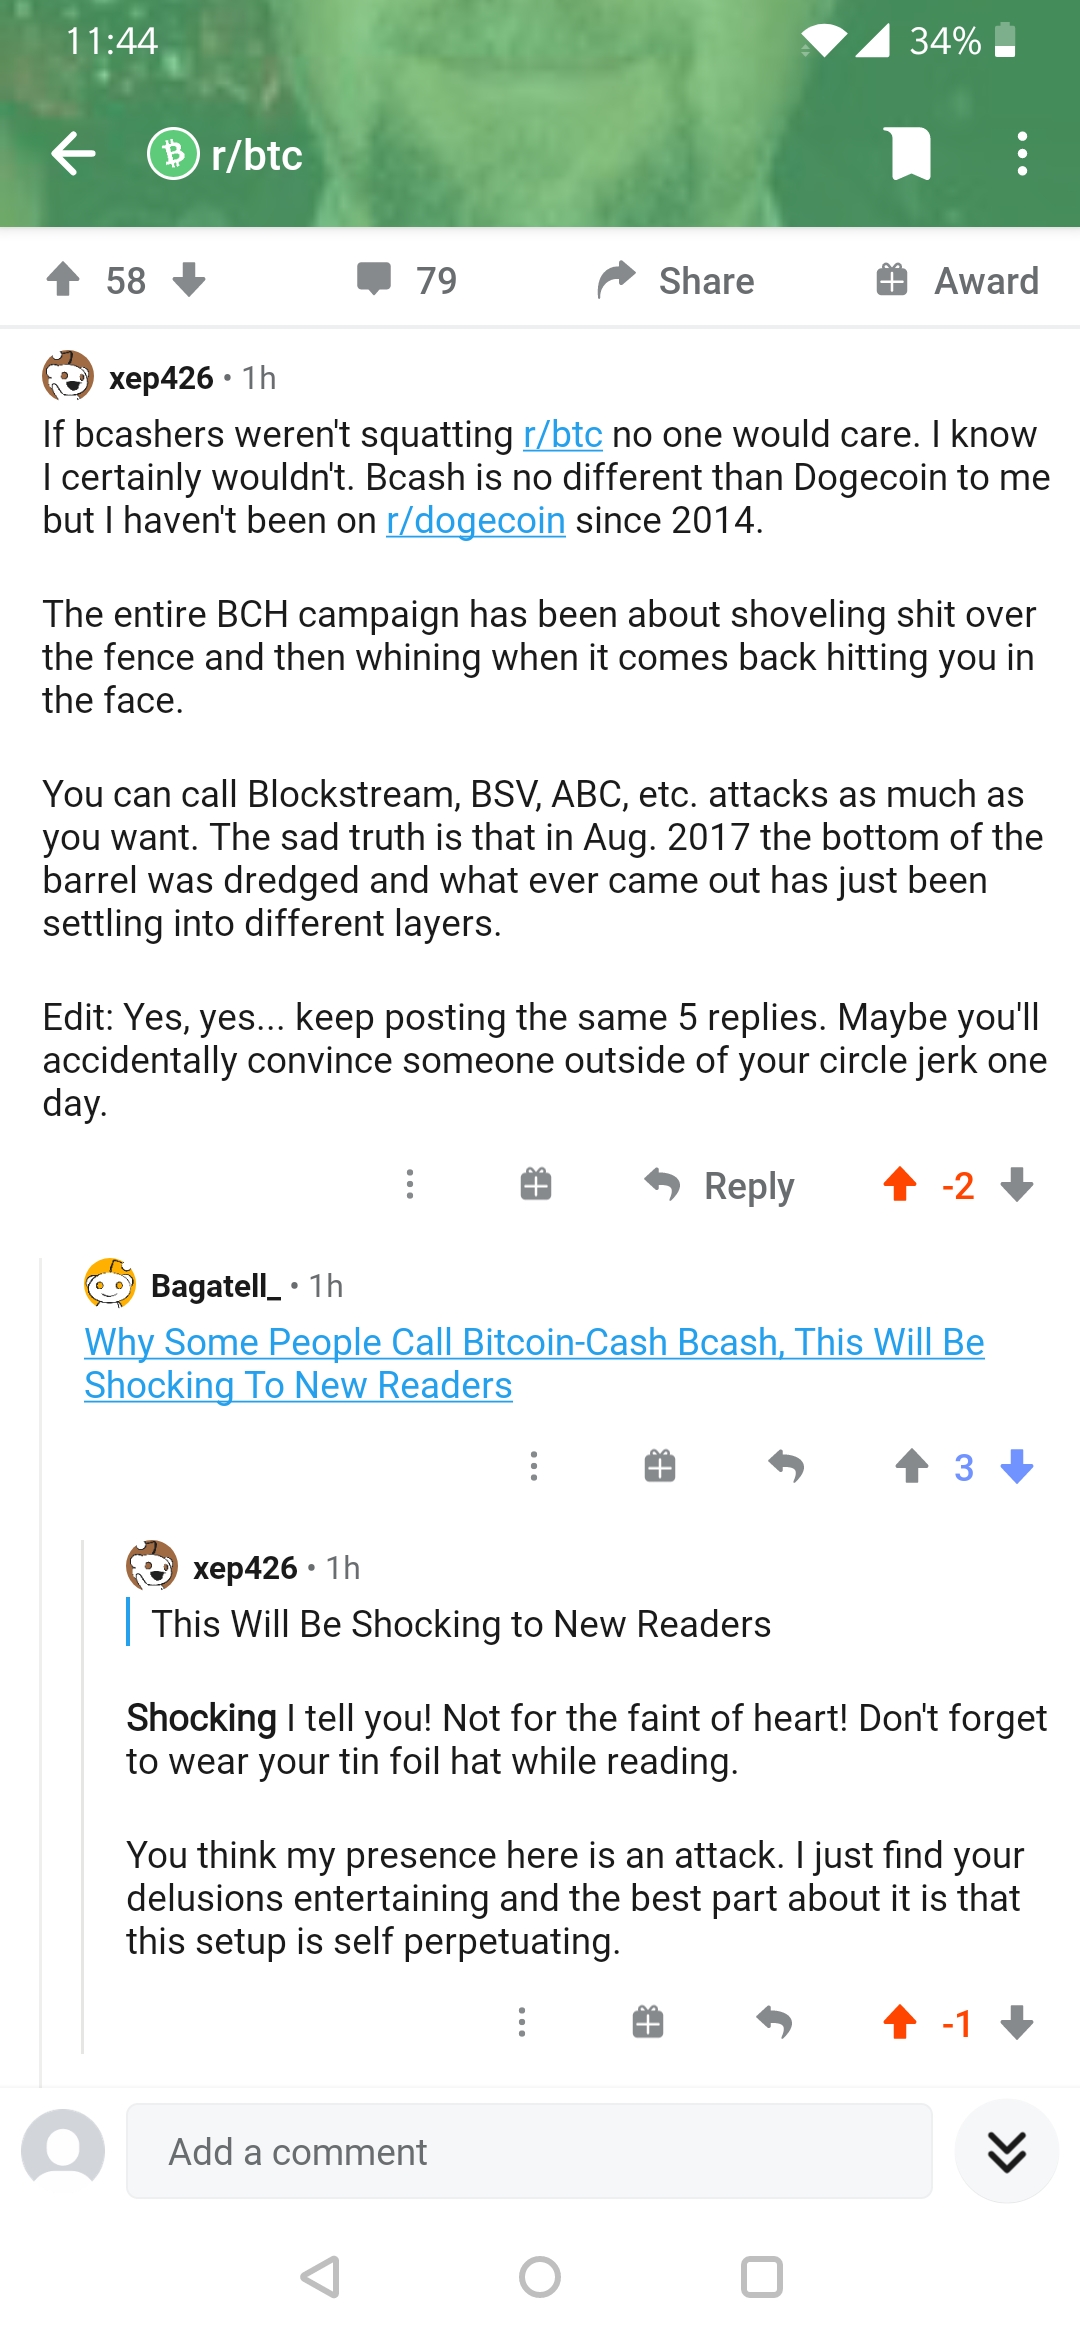 11:44
34%
r/btc
58
79
Share
Award
xep426 • 1h
If bcashers weren't squatting r/btc no one would care. I know
I certainly wouldn't. Bcash is no different than Dogecoin to me
but I haven't been on r/dogecoin since 2014.
The entire BCH campaign has been about shoveling shit over
the fence and then whining when it comes back hitting you in
the face.
You can call Blockstream, BSV, ABC, etc. attacks as much as
you want. The sad truth is that in Aug. 2017 the bottom of the
barrel was dredged and what ever came out has just been
settling into different layers.
Edit: Yes, yes... keep posting the same 5 replies. Maybe you'll
accidentally convince someone outside of your circle jerk one
day.
Reply
-2
Bagatell_ • 1h
Why Some People Call Bitcoin-Cash Bcash, This Will Be
Shocking To New Readers
3
xep426 • 1h
This Will Be Shocking to New Readers
Shocking I tell you! Not for the faint of heart! Don't forget
to wear your tin foil hat while reading.
You think my presence here is an attack. I just find your
delusions entertaining and the best part about it is that
this setup is self perpetuating.
-1
Add a comment